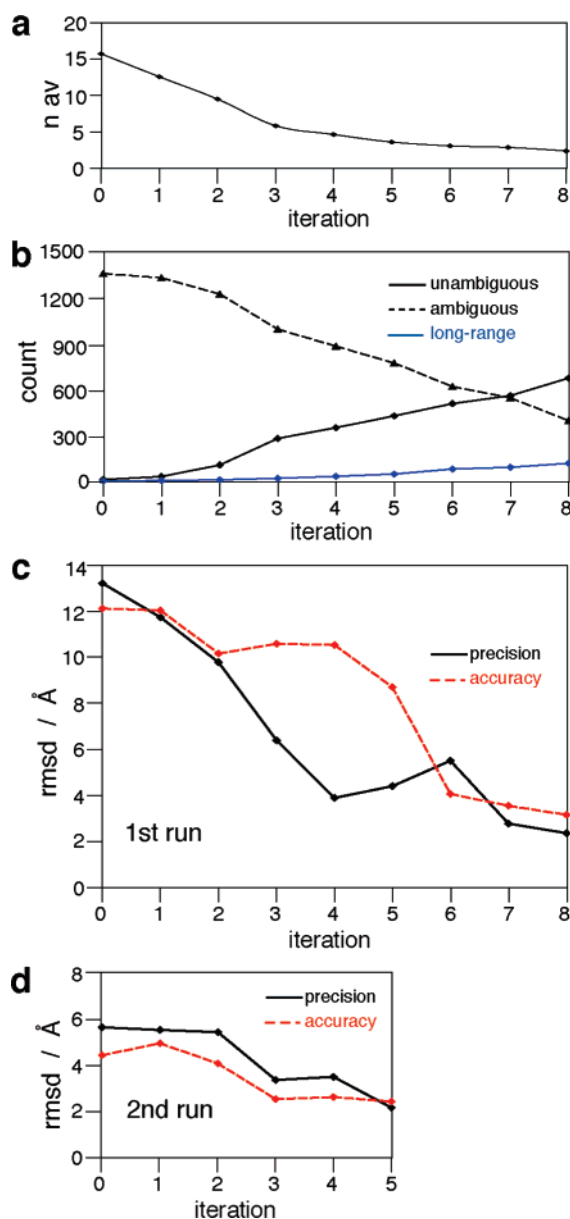 a
20
15
10
5
0
n av
0 1 2 3 4 5 6 7 8
iteration
b
1500
1200
900
600
300
0
count
unambiguous
ambiguous
long-range
0 1 2 3 4 5 6 7 8
iteration
c
14
12
10
8
6
4
2
0
rmsd / Å
precision
accuracy
1st run
0 1 2 3 4 5 6 7 8
iteration
d
8
6
4
2
0
rmsd / Å
precision
accuracy
2nd run
0 1 2 3 4 5
iteration